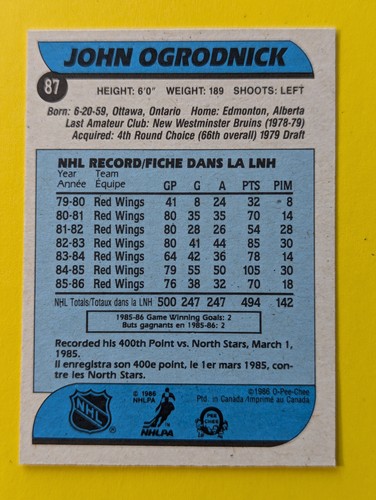 JOHN OGRODNICK
87
HEIGHT: 6'0" WEIGHT: 189 SHOOTS: LEFT
Born: 6-20-59, Ottawa, Ontario Home: Edmonton, Alberta
Last Amateur Club: New Westminster Bruins (1978-79)
Acquired: 4th Round Choice (66th overall) 1979 Draft
NHL RECORD/FICHE DANS LA LNH
Year Team
Année Équipe GP G A PTS PIM
79-80 Red Wings 41 8 24 32 8
80-81 Red Wings 80 35 35 70 14
81-82 Red Wings 80 28 26 54 28
82-83 Red Wings 80 41 44 85 30
83-84 Red Wings 64 42 36 78 14
84-85 Red Wings 79 55 50 105 30
85-86 Red Wings 76 38 32 70 18
NHL Totals/Totaux dans la LNH 500 247 247 494 142
1985-86 Game Winning Goals: 2
Buts gagnants en 1985-86: 2
Recorded his 400th Point vs. North Stars, March 1,
1985.
Il enregistra son 400e point, le 1er mars 1985, con-
tre les North Stars.
NHL
© 1986
NHLPA
NHLPA
©1986 O-Pee-Chee
Ptd. in Canada/Imprimé au Canada
O
PEE CHEE